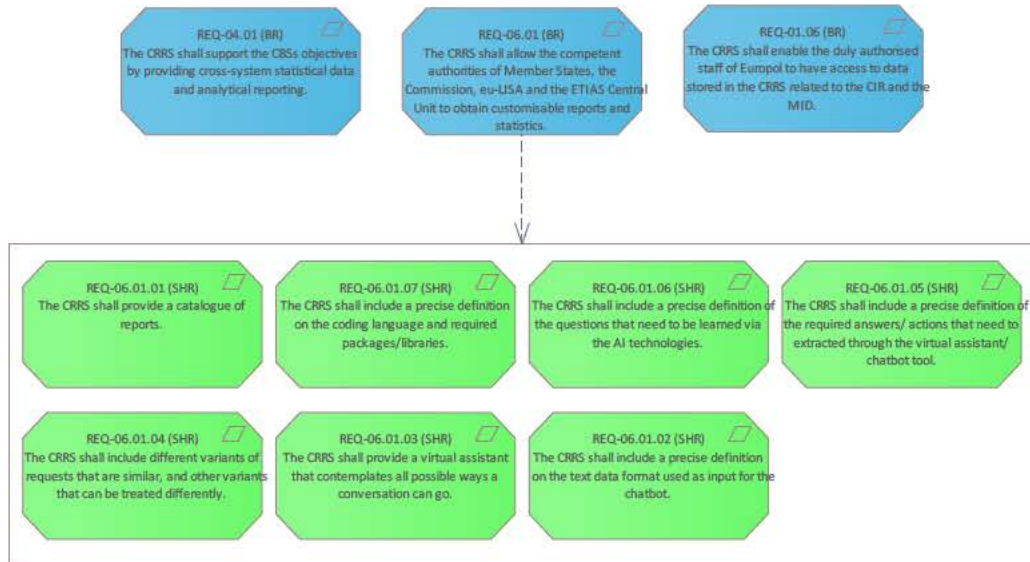 REQ-04.01 (BR)
The CRRS shall support the CBSs objectives
by providing cross-system statistical data
and analytical reporting.
REQ-06.01 (BR)
The CRRS shall allow the competent
authorities of Member States, the
Commission, eu-LISA and the ETIAS Central
Unit to obtain customisable reports and
statistics.
REQ-01.06 (BR)
The CRRS shall enable the duly authorised
staff of Europol to have access to data
stored in the CRRS related to the CIR and the
MID.
REQ-06.01.01 (SHR)
The CRRS shall provide a catalogue of
reports.
REQ-06.01.07 (SHR)
The CRRS shall include a precise definition
on the coding language and required
packages/libraries.
REQ-06.01.06 (SHR)
The CRRS shall include a precise definition of
the questions that need to be learned via
the AI technologies.
REQ-06.01.05 (SHR)
The CRRS shall include a precise definition of
the required answers/ actions that need to
extracted through the virtual assistant/
chatbot tool.
REQ-06.01.04 (SHR)
The CRRS shall include different variants of
requests that are similar, and other variants
that can be treated differently.
REQ-06.01.03 (SHR)
The CRRS shall provide a virtual assistant
that contemplates all possible ways a
conversation can go.
REQ-06.01.02 (SHR)
The CRRS shall include a precise definition
on the text data format used as input for the
chatbot.